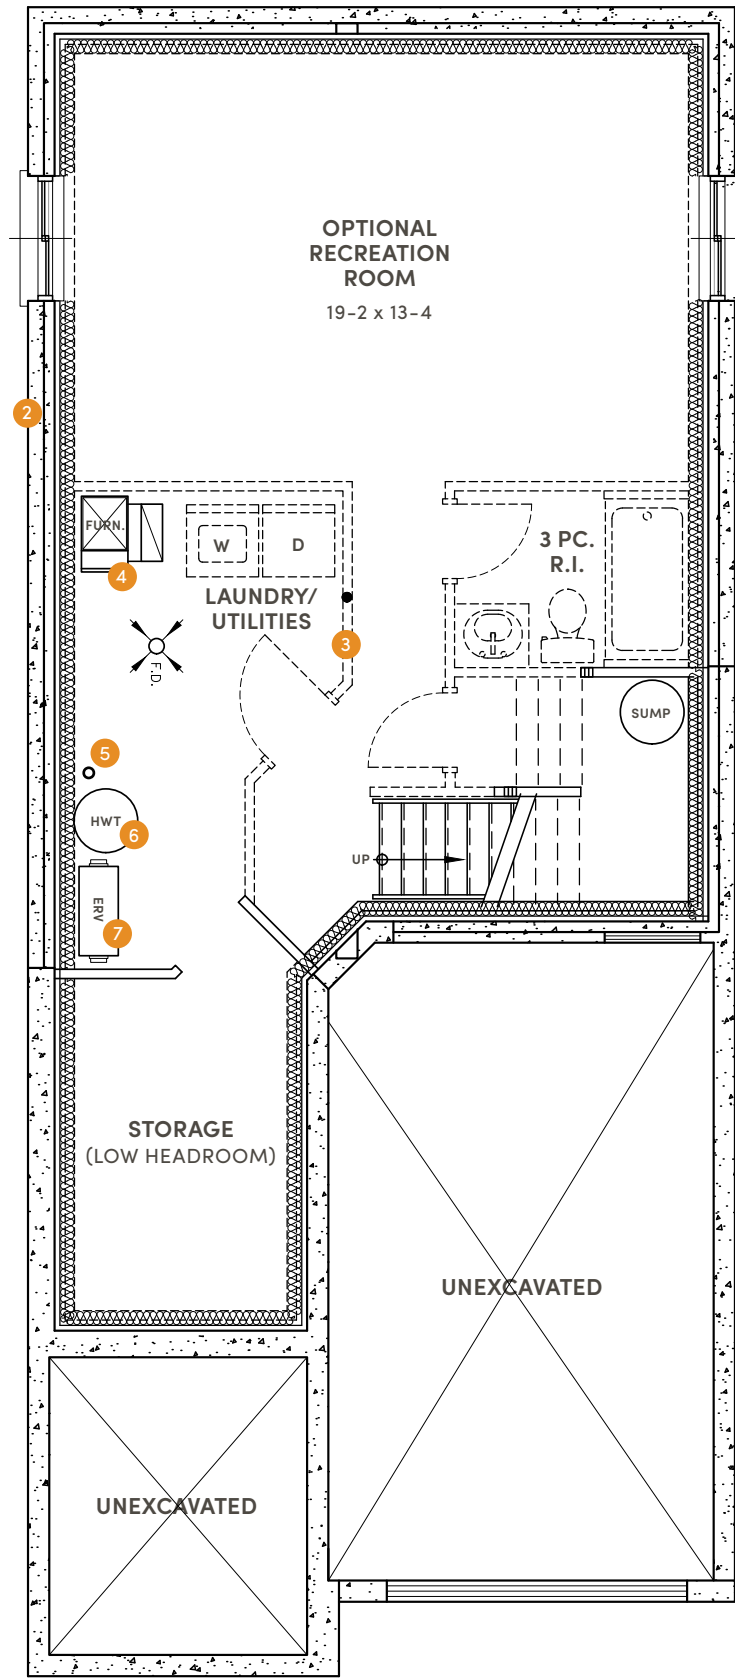 OPTIONAL
RECREATION
ROOM
19-2 x 13-4
2
FURN.
W
D
3 PC.
R.I.
4
LAUNDRY/
UTILITIES
3
F.D.
SUMP
5
HWT
6
UP
ERV
7
STORAGE
(LOW HEADROOM)
UNEXCAVATED
UNEXCAVATED